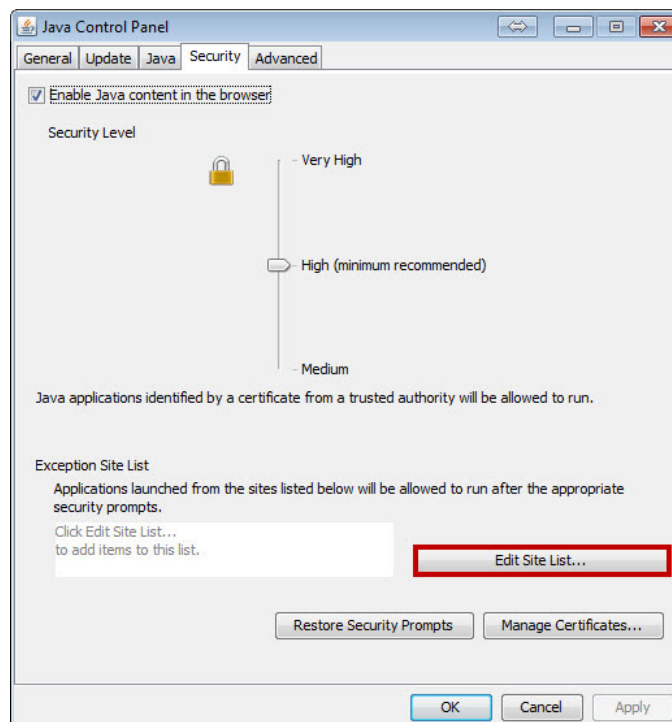 Java Control Panel
General Update Java Security Advanced
Enable Java content in the browser
Security Level
- Very High
- High (minimum recommended)
- Medium
Java applications identified by a certificate from a trusted authority will be allowed to run.
Exception Site List
Applications launched from the sites listed below will be allowed to run after the appropriate
security prompts.
Click Edit Site List...
to add items to this list.
Edit Site List...
Restore Security Prompts Manage Certificates...
OK Cancel Apply